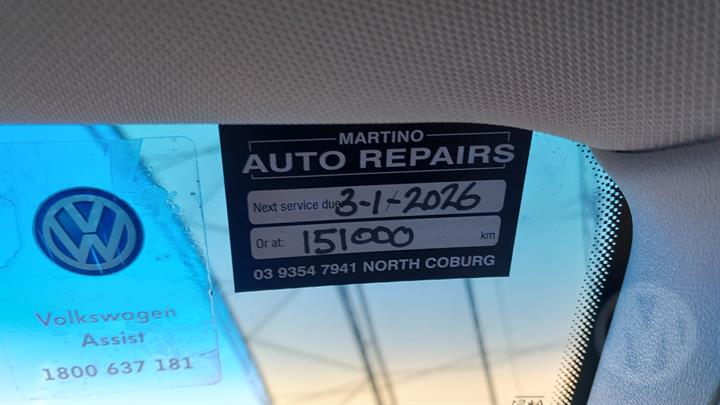 MARTINO
AUTO REPAIRS
Next service due 3-1-2026
Or at: 151000 km
03 9354 7941 NORTH COBURG
VW
Volkswagen
Assist
1800 637 181